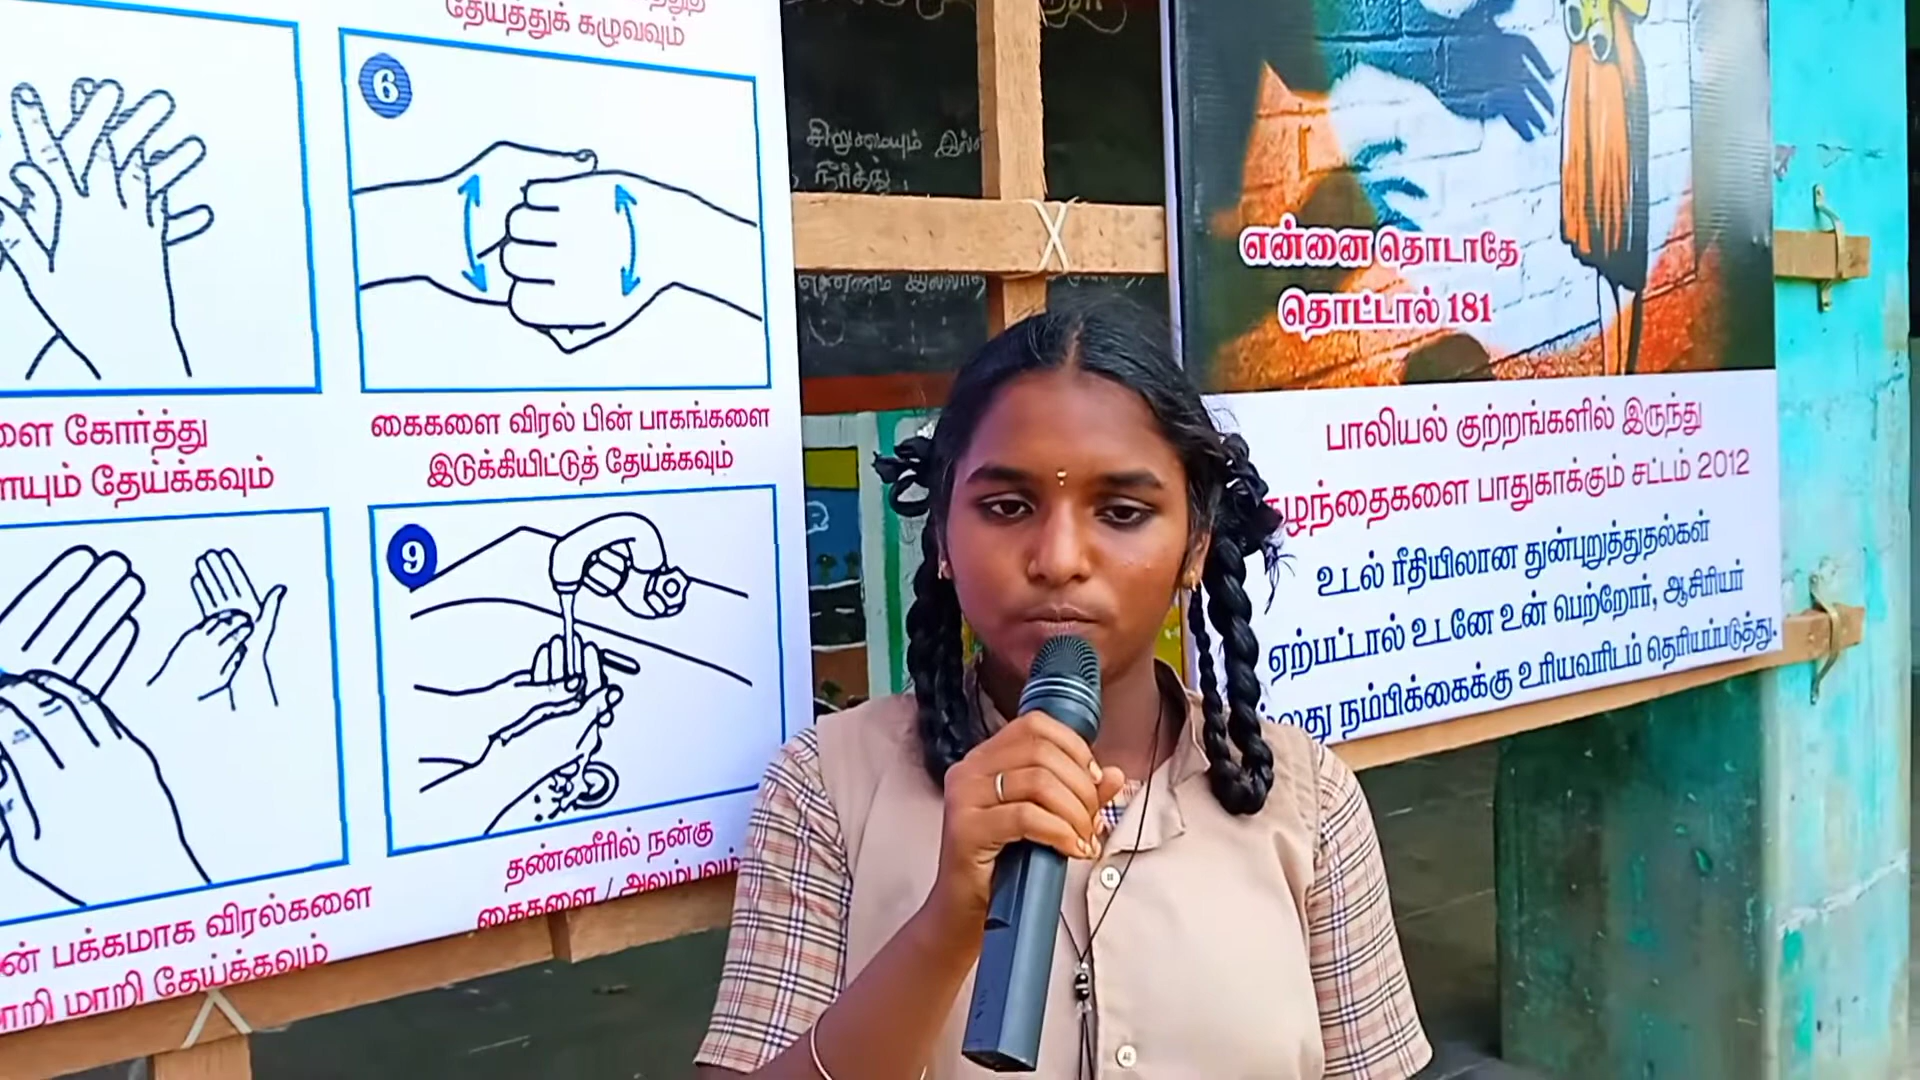 தேய்த்துக் கழுவவும்
6
கைகளை விரல் பின் பாகங்களை
இடுக்கியிட்டுத் தேய்க்கவும்
கோர்த்து
தேய்க்கவும்
9
தண்ணீரில் நன்கு
கைகளை / அலம்பவும்
பக்கமாக விரல்களை
மாறி தேய்க்கவும்
சிறுமையும்
என்னை தொடாதே
தொட்டால் 181
பாலியல் குற்றங்களில் இருந்து
குழந்தைகளை பாதுகாக்கும் சட்டம் 2012
உடல் ரீதியிலான துன்புறுத்துதல்கள்
ஏற்பட்டால் உடனே உன் பெற்றோர், ஆசிரியர்
நம்பிக்கைக்கு உரியவரிடம் தெரியப்படுத்து.